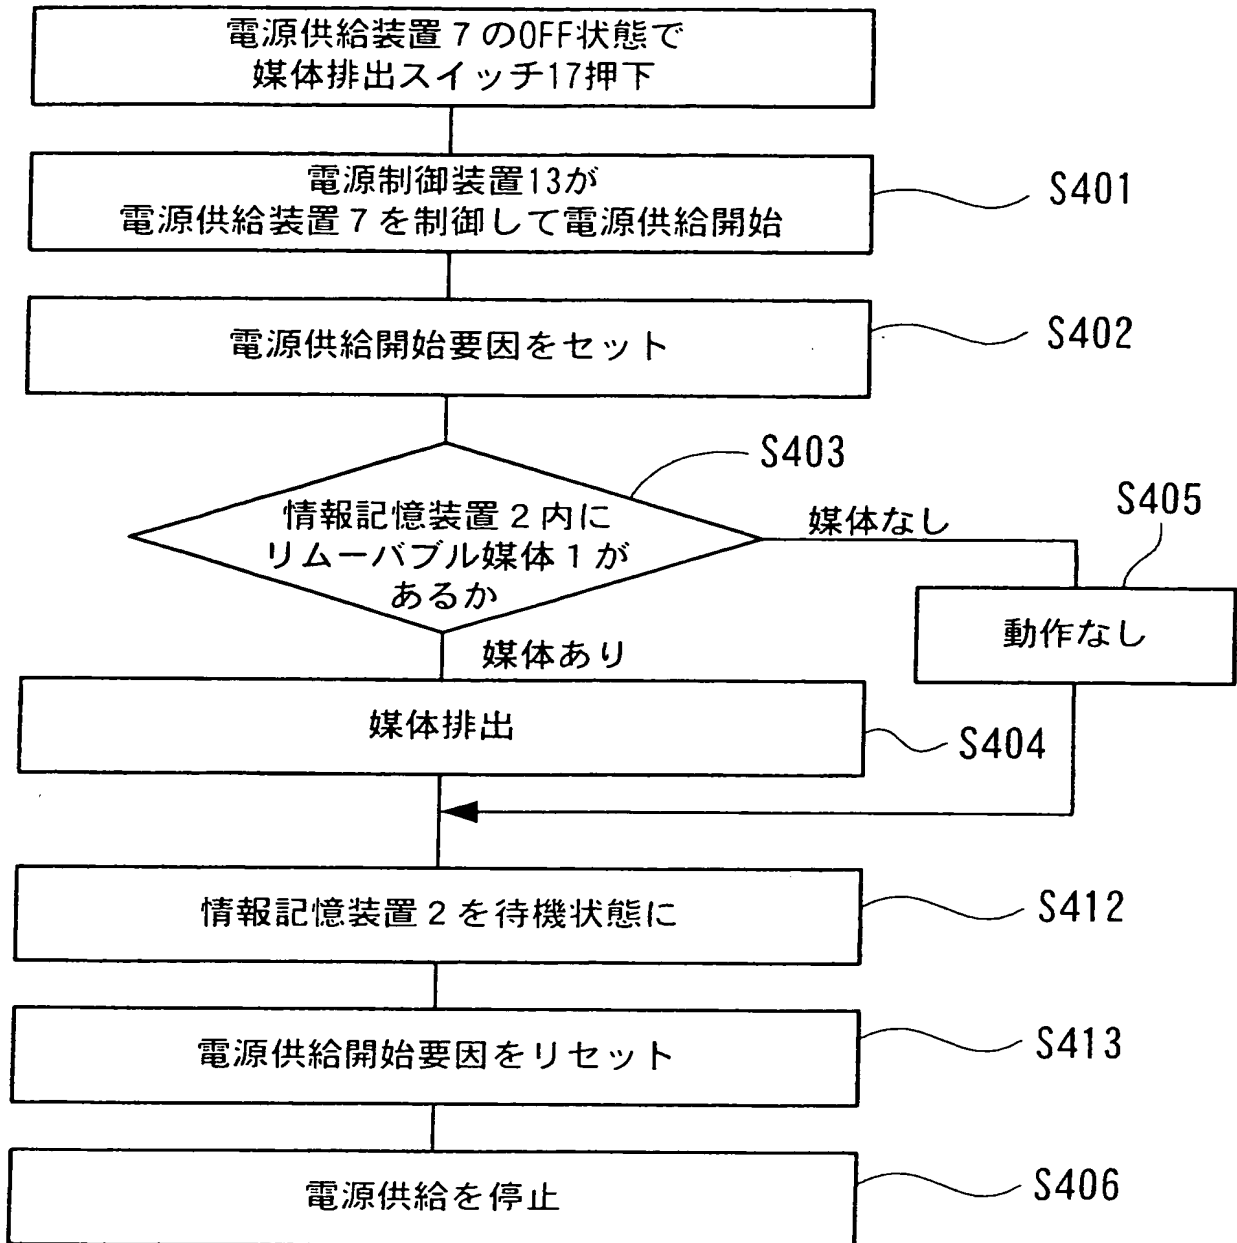 電源供給装置７のOFF状態で
媒体排出スイッチ17押下
電源制御装置13が
電源供給装置７を制御して電源供給開始
S401
電源供給開始要因をセット
S402
S403
情報記憶装置２内に
リムーバブル媒体１が
あるか
媒体なし
S405
動作なし
媒体あり
媒体排出
S404
情報記憶装置２を待機状態に
S412
電源供給開始要因をリセット
S413
電源供給を停止
S406